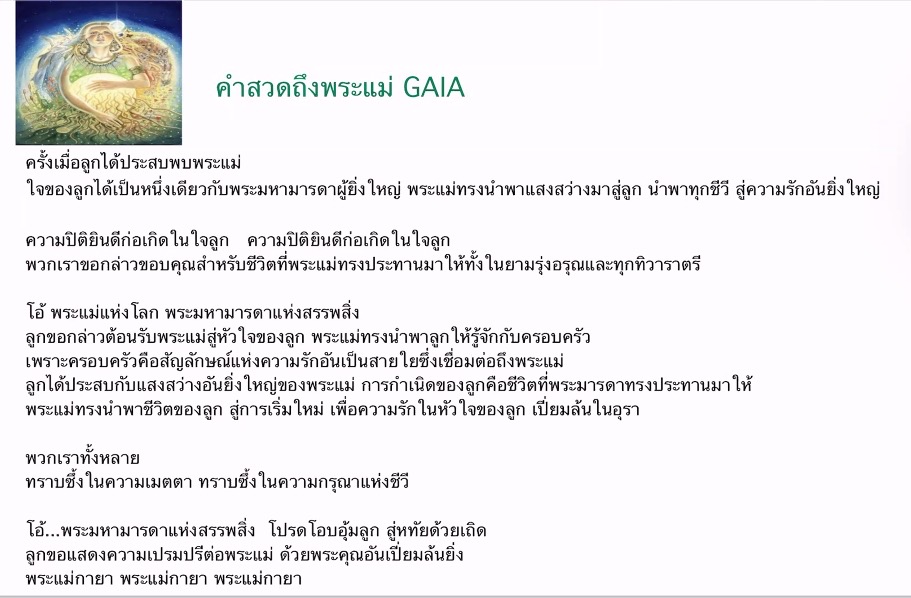 คำสวดถึงพระแม่ GAIA
ครั้งเมื่อลูกได้ประสบพบพระแม่
ใจของลูกได้เป็นหนึ่งเดียวกับพระมหามารดาผู้ยิ่งใหญ่ พระแม่ทรงนำพาแสงสว่างมาสู่ลูก นำพาทุกชีวี สู่ความรักอันยิ่งใหญ่
ความปิติยินดีก่อเกิดในใจลูก ความปิติยินดีก่อเกิดในใจลูก
พวกเราขอกล่าวขอบคุณสำหรับชีวิตที่พระแม่ทรงประทานมาให้ทั้งในยามรุ่งอรุณและทุกทิวาราตรี
โอ้ พระแม่แห่งโลก พระมหามารดาแห่งสรรพสิ่ง
ลูกขอกล่าวต้อนรับพระแม่สู่หัวใจของลูก พระแม่ทรงนำพาลูกให้รู้จักกับครอบครัว
เพราะครอบครัวคือสัญลักษณ์แห่งความรักอันเป็นสายใยซึ่งเชื่อมต่อถึงพระแม่
ลูกได้ประสบกับแสงสว่างอันยิ่งใหญ่ของพระแม่ การกำเนิดของลูกคือชีวิตที่พระมารดาทรงประทานมาให้
พระแม่ทรงนำพาชีวิตของลูก สู่การเริ่มใหม่ เพื่อความรักในหัวใจของลูก เปี่ยมล้นในอุรา
พวกเราทั้งหลาย
ทราบซึ้งในความเมตตา ทราบซึ้งในความกรุณาแห่งชีวี
โอ้...พระมหามารดาแห่งสรรพสิ่ง โปรดโอบอุ้มลูก สู่หทัยด้วยเถิด
ลูกขอแสดงความเปรมปรีต่อพระแม่ ด้วยพระคุณอันเปี่ยมล้นยิ่ง
พระแม่กายา พระแม่กายา พระแม่กายา